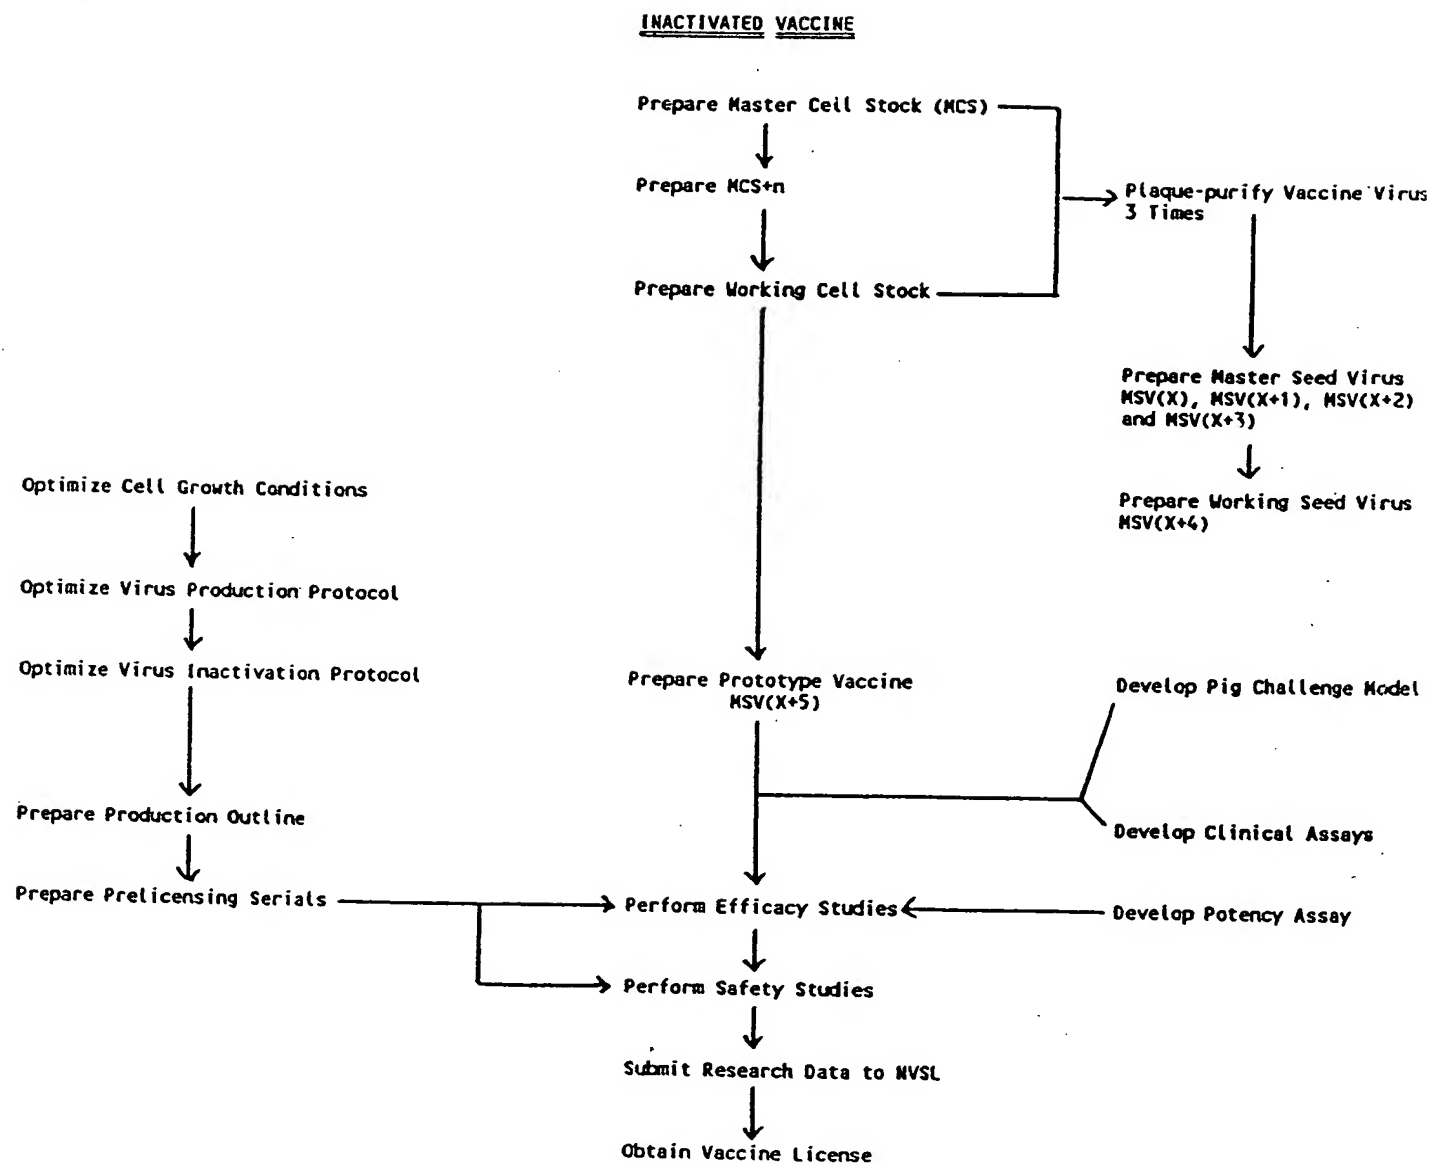 INACTIVATED VACCINE
Prepare Master Cell Stock (MCS)
Prepare MCS+n
Plaque-purify Vaccine Virus
3 Times
Prepare Working Cell Stock
Prepare Master Seed Virus
MSV(X), MSV(X+1), MSV(X+2)
and MSV(X+3)
Optimize Cell Growth Conditions
Prepare Working Seed Virus
MSV(X+4)
Optimize Virus Production Protocol
Optimize Virus Inactivation Protocol
Prepare Prototype Vaccine
MSV(X+5)
Develop Pig Challenge Model
Prepare Production Outline
Develop Clinical Assays
Prepare Prelicensing Serials
Perform Efficacy Studies
Develop Potency Assay
Perform Safety Studies
Submit Research Data to NVSL
Obtain Vaccine License